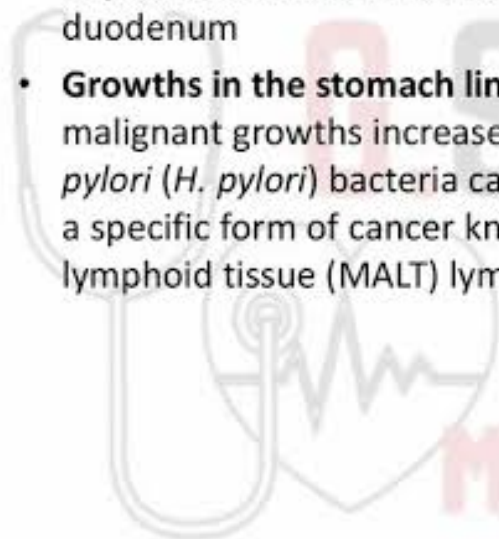 duodenum
• Growths in the stomach lin
malignant growths increase
pylori (H. pylori) bacteria ca
a specific form of cancer kn
lymphoid tissue (MALT) lym